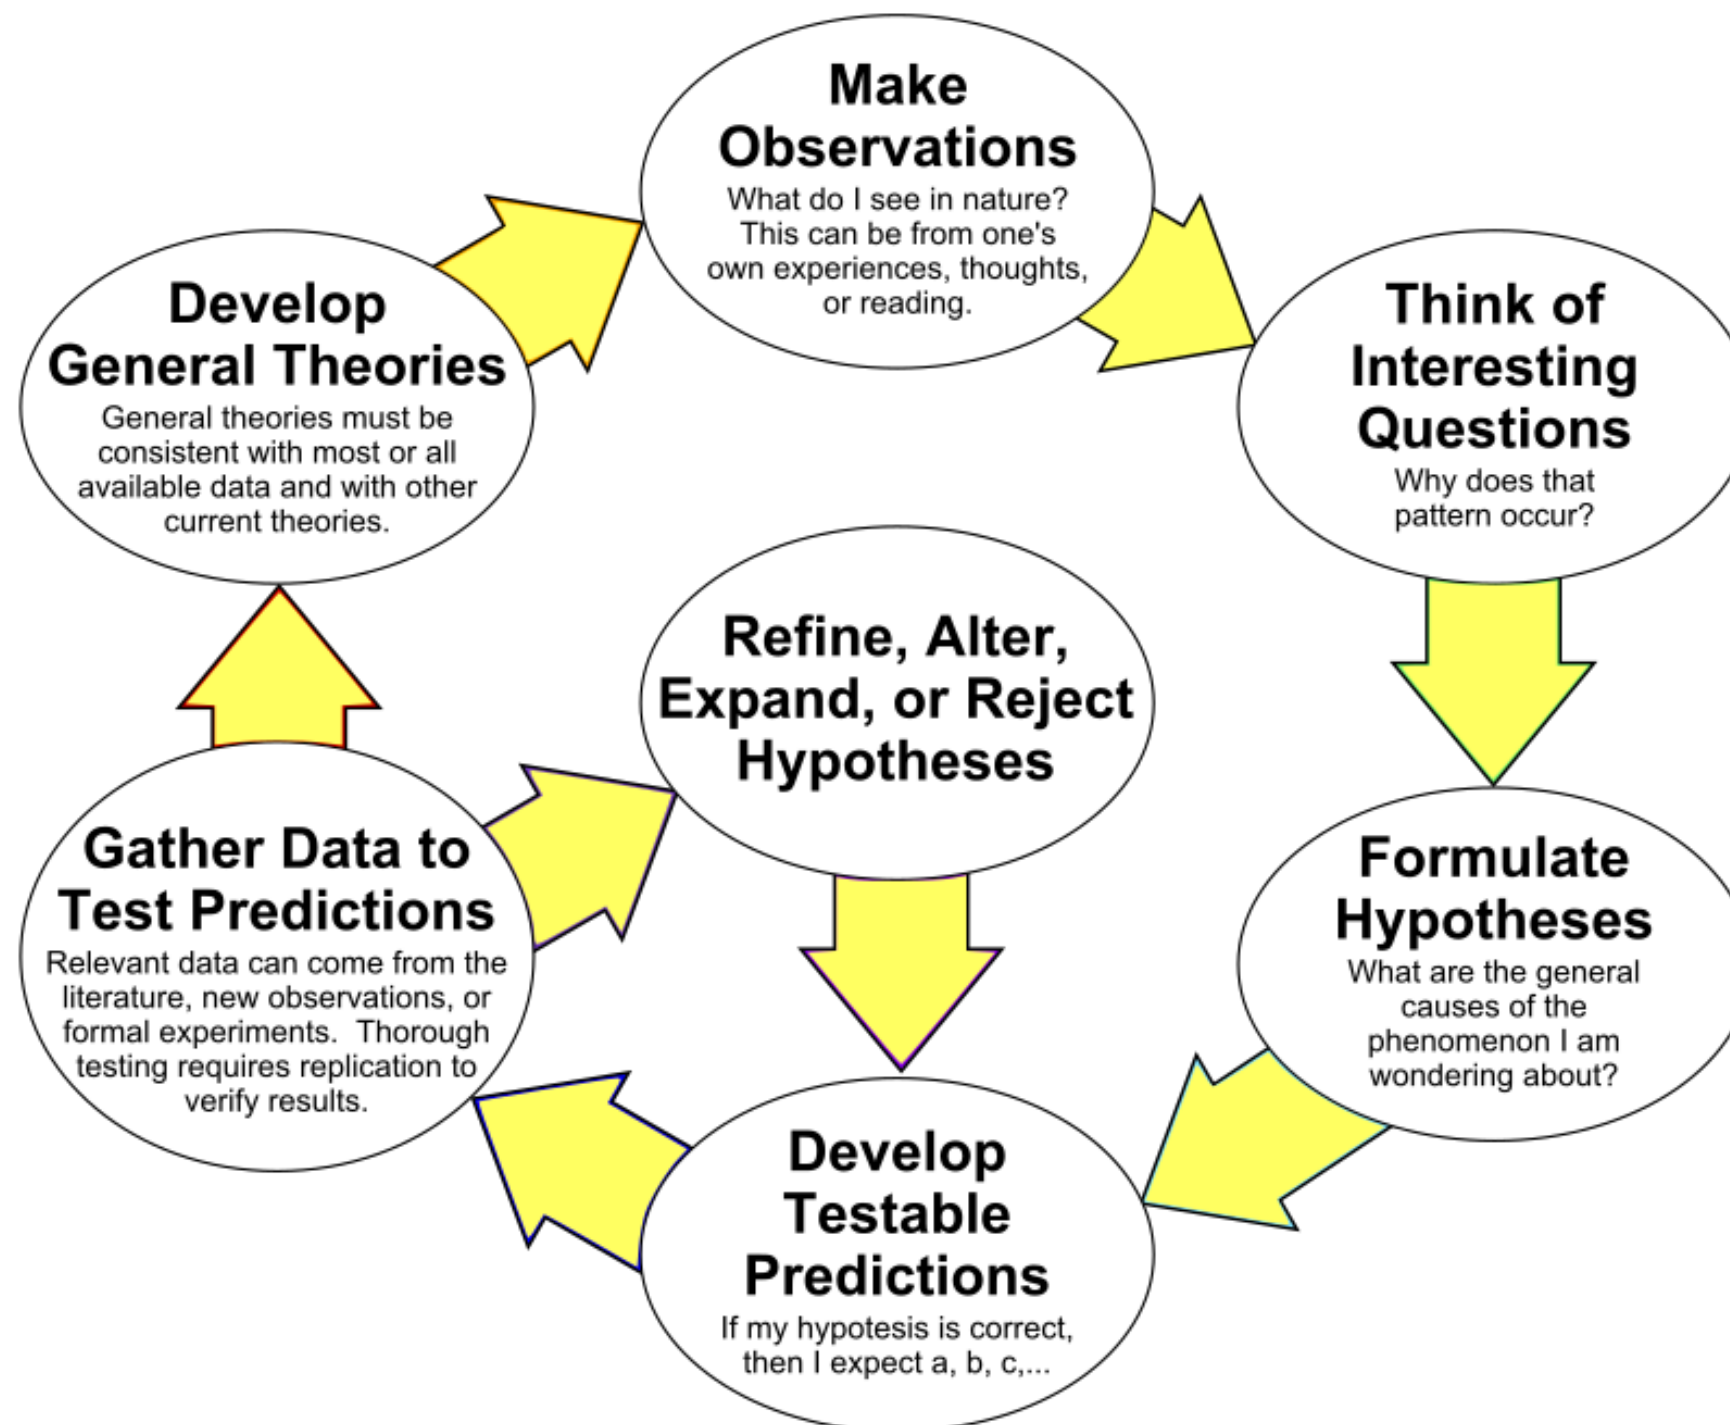 Make
Observations
What do I see in nature?
This can be from one's
own experiences, thoughts,
or reading.
Think of
Interesting
Questions
Why does that
pattern occur?
Formulate
Hypotheses
What are the general
causes of the
phenomenon I am
wondering about?
Develop
Testable
Predictions
If my hypotesis is correct,
then I expect a, b, c,...
Gather Data to
Test Predictions
Relevant data can come from the
literature, new observations, or
formal experiments.  Thorough
testing requires replication to
verify results.
Refine, Alter,
Expand, or Reject
Hypotheses
Develop
General Theories
General theories must be
consistent with most or all
available data and with other
current theories.